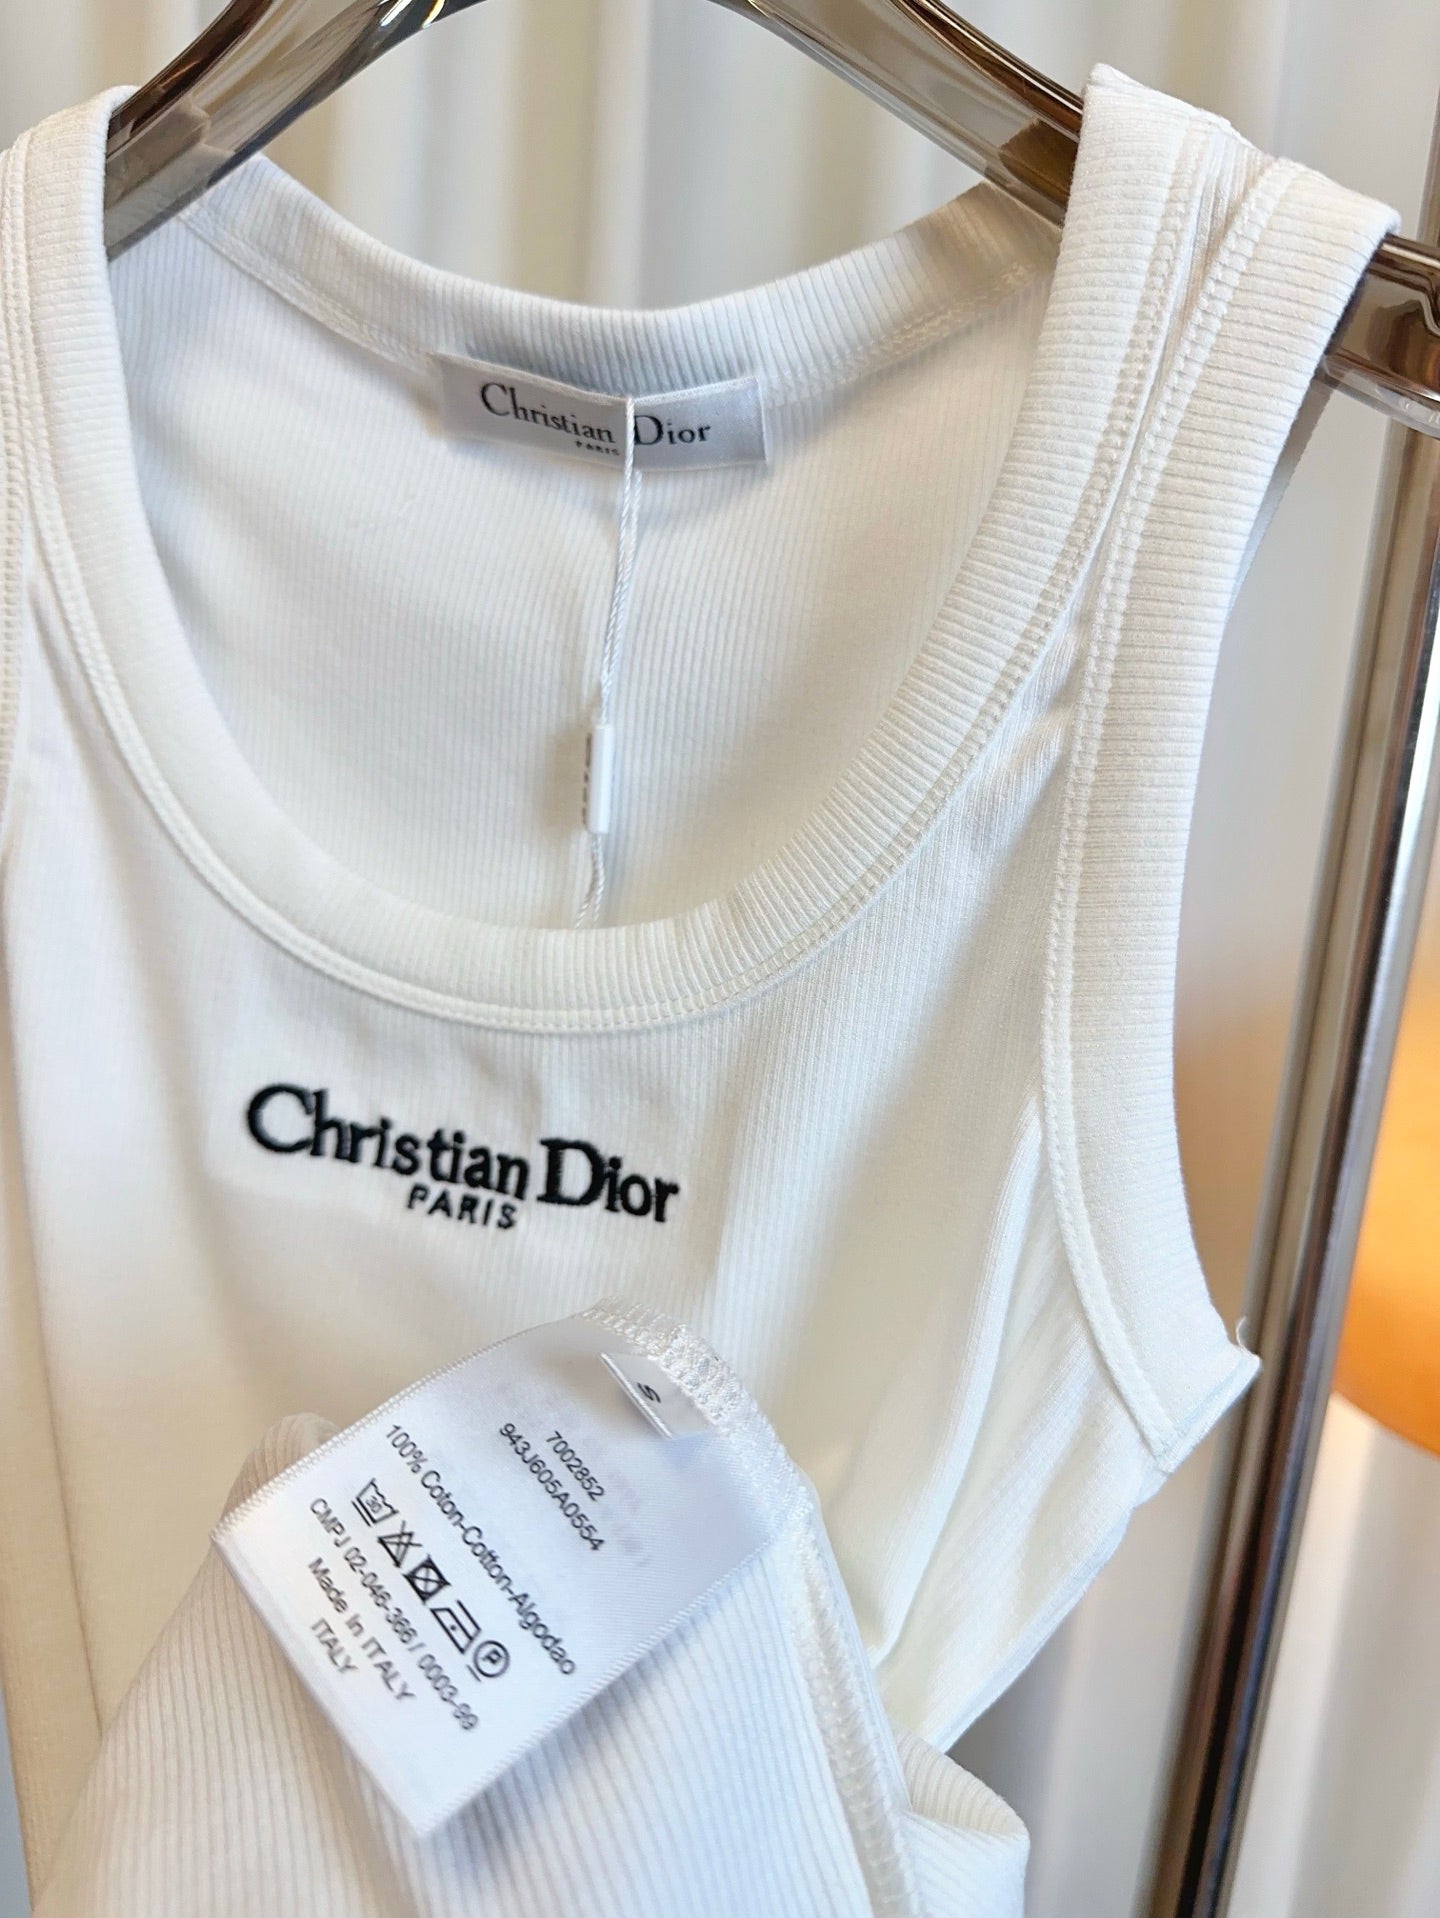 Christian Dior
PARIS
Christian Dior
PARIS
S
7002852
943J605A0554
100% Coton-Cotton-Algodao
30
P
CMPJ 02-046-366 / 0003-99
Made In ITALY
ITALY